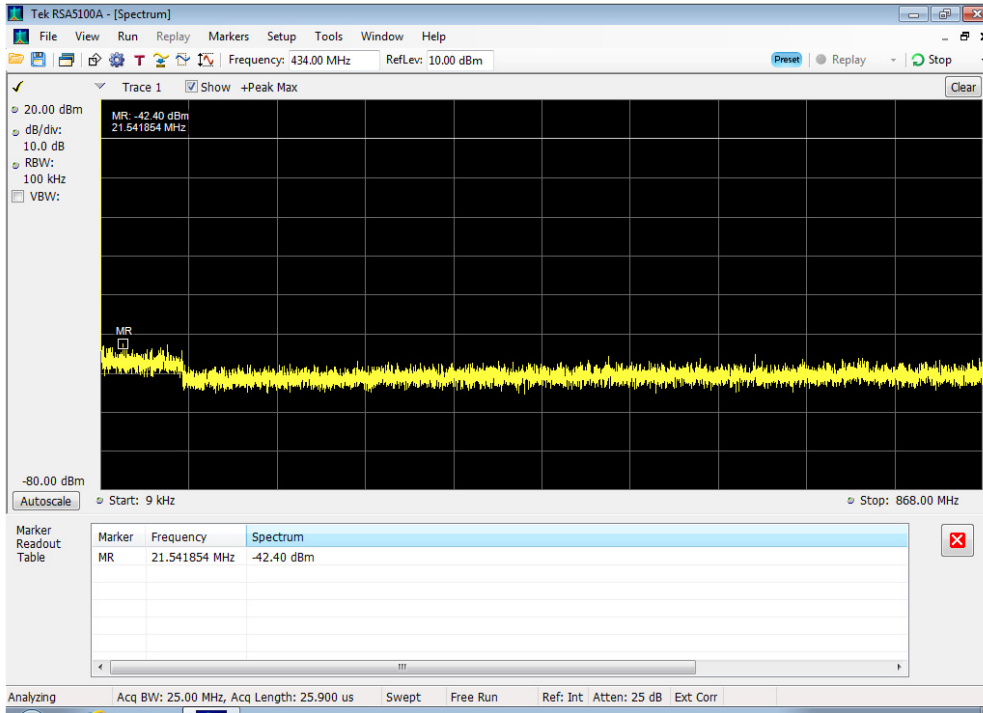 Tek RSA5100A - [Spectrum]
File View Run Replay Markers Setup Tools Window Help
T Frequency: 434.00 MHz RefLev: 10.00 dBm Preset Replay Stop
Trace 1 Show +Peak Max Clear
20.00 dBm
MR: -42.40 dBm
21.541854 MHz
dB/div:
10.0 dB
RBW:
100 kHz
VBW:
MR
-80.00 dBm
Autoscale Start: 9 kHz Stop: 868.00 MHz
Marker
Readout
Table
Marker Frequency Spectrum
MR 21.541854 MHz -42.40 dBm
Analyzing Acq BW: 25.00 MHz, Acq Length: 25.900 us Swept Free Run Ref: Int Atten: 25 dB Ext Corr